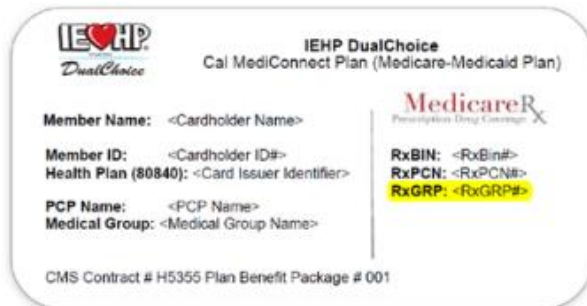 IEHP
DualChoice
IEHP DualChoice
Cal MediConnect Plan (Medicare-Medicaid Plan)
Member Name: <Cardholder Name>
Member ID: <Cardholder ID#>
Health Plan (80840): <Card Issuer Identifier>
PCP Name: <PCP Name>
Medical Group: <Medical Group Name>
MedicareRx
Prescription Drug Coverage
RxBIN: <RxBin#>
RxPCN: <RxPCN#>
RxGRP: <RxGRP#>
CMS Contract # H5355 Plan Benefit Package # 001